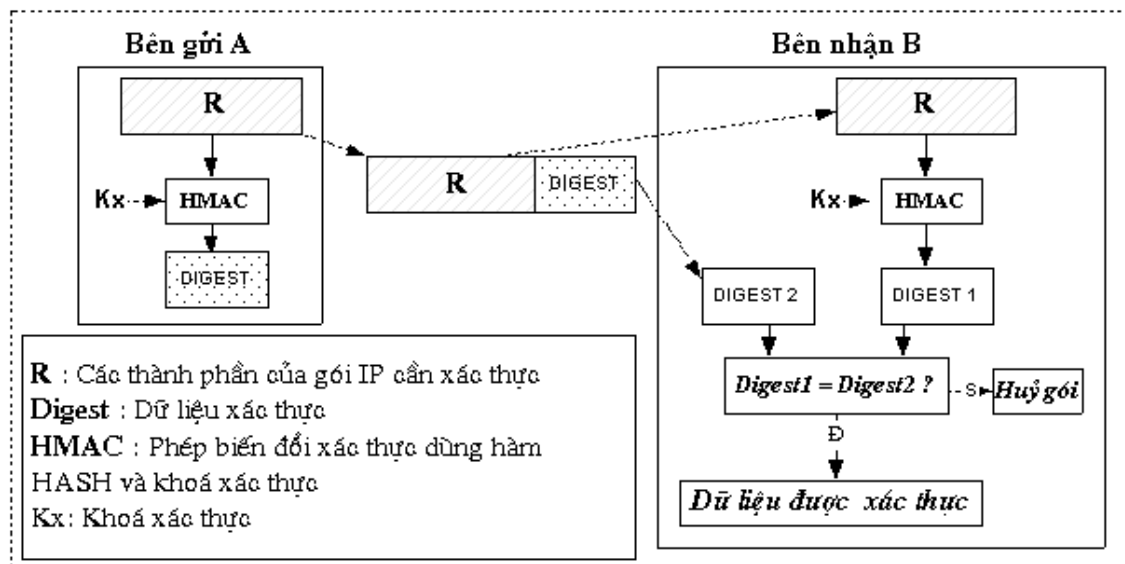 Bên gửi A
R
Kx
HMAC
DIGEST
R
DIGEST
Bên nhận B
R
Kx
HMAC
DIGEST 2
DIGEST 1
Digest1 = Digest2 ?
S
Huỷ gói
Đ
Dữ liệu được xác thực
R : Các thành phần của gói IP cần xác thực
Digest : Dữ liệu xác thực
HMAC : Phép biến đổi xác thực dùng hàm
HASH và khoá xác thực
Kx: Khoá xác thực